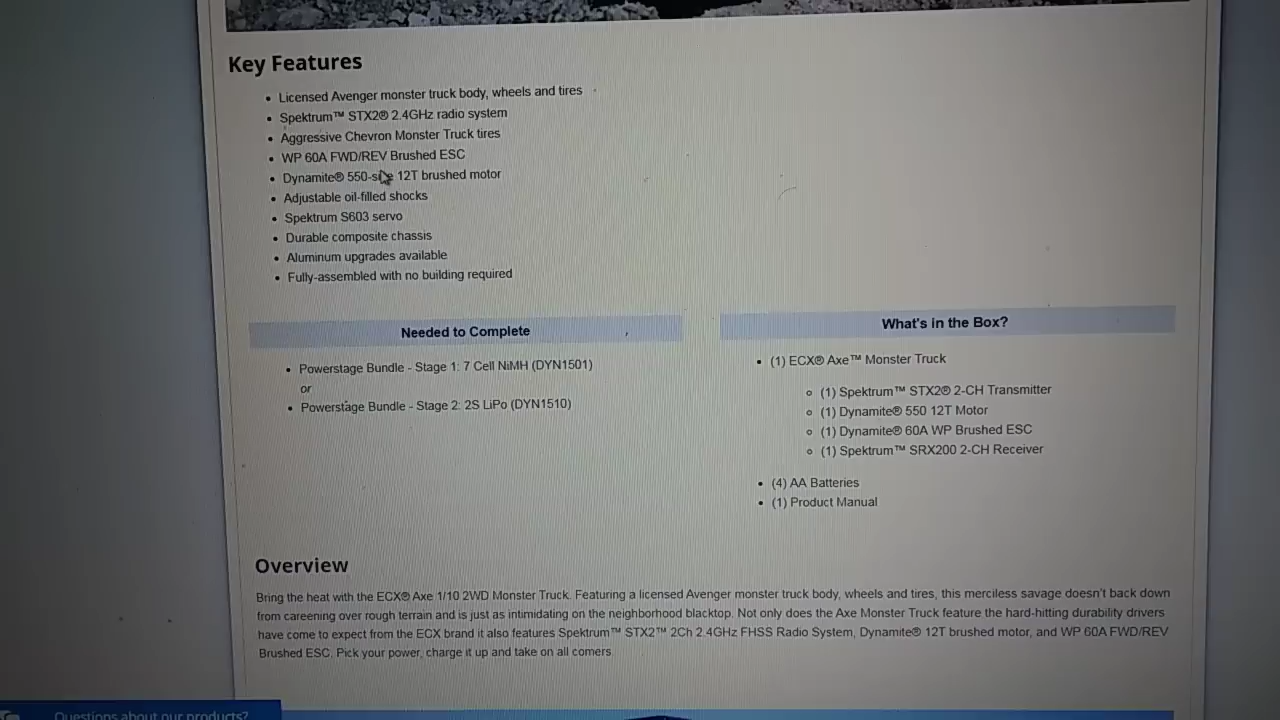 Key Features
Licensed Avenger monster truck body, wheels and tires
Spektrum™ STX2® 2.4GHz radio system
Aggressive Chevron Monster Truck tires
WP 60A FWD/REV Brushed ESC
Dynamite® 550-size 12T brushed motor
Adjustable oil-filled shocks
Spektrum S603 servo
Durable composite chassis
Aluminum upgrades available
Fully-assembled with no building required
Needed to Complete
Powerstage Bundle - Stage 1: 7 Cell NiMH (DYN1501)
or
Powerstage Bundle - Stage 2: 2S LiPo (DYN1510)
What's in the Box?
(1) ECX® Axe™ Monster Truck
(1) Spektrum™ STX2® 2-CH Transmitter
(1) Dynamite® 550 12T Motor
(1) Dynamite® 60A WP Brushed ESC
(1) Spektrum™ SRX200 2-CH Receiver
(4) AA Batteries
(1) Product Manual
Overview
Bring the heat with the ECX® Axe 1/10 2WD Monster Truck. Featuring a licensed Avenger monster truck body, wheels and tires, this merciless savage doesn't back down
from careening over rough terrain and is just as intimidating on the neighborhood blacktop. Not only does the Axe Monster Truck feature the hard-hitting durability drivers
have come to expect from the ECX brand it also features Spektrum™ STX2™ 2Ch 2.4GHz FHSS Radio System, Dynamite® 12T brushed motor, and WP 60A FWD/REV
Brushed ESC. Pick your power, charge it up and take on all comers.
Questions about our products?